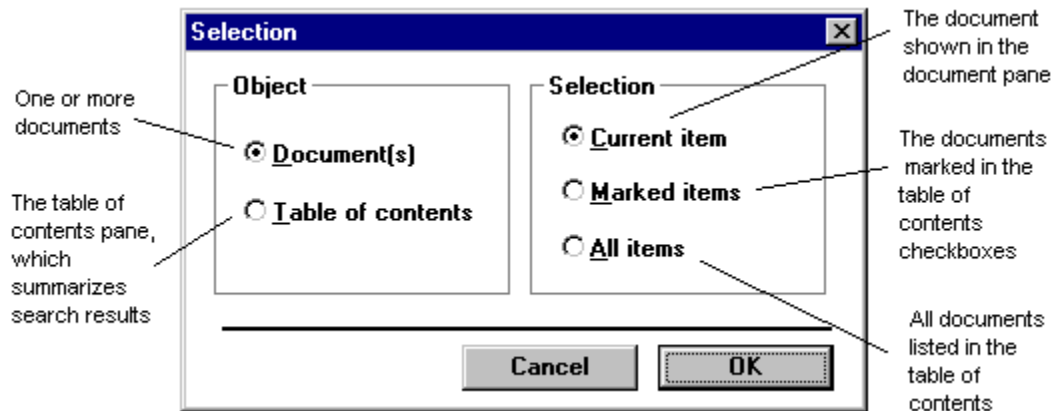 Selection
Object
Document(s)
Table of contents
Selection
Current item
Marked items
All items
Cancel
OK
One or more
documents
The table of
contents pane,
which
summarizes
search results
The document
shown in the
document pane
The documents
marked in the
table of
contents
checkboxes
All documents
listed in the
table of
contents